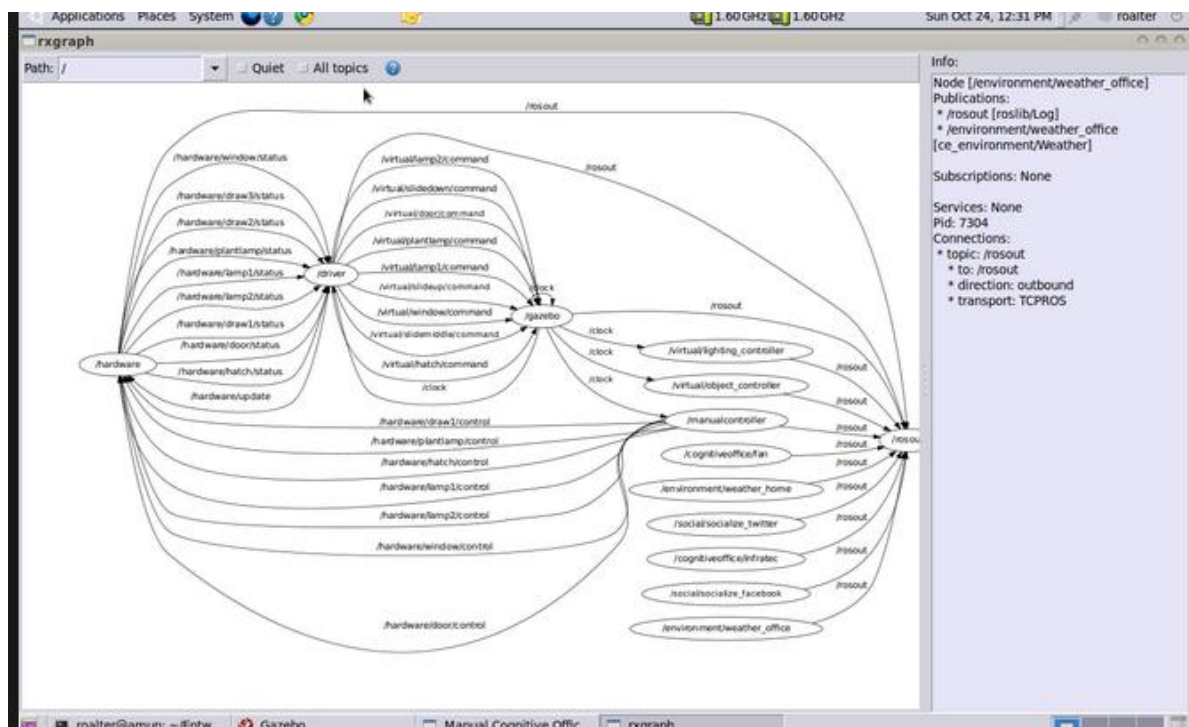 Applications Places System
1.60 GHz 1.60 GHz
Sun Oct 24, 12:31 PM
roalter
rxgraph
Path: /
Quiet
All topics
/rosout
/hardware/window/status
/hardware/draw3/status
/hardware/draw2/status
/hardware/plantlamp/status
/hardware/lamp1/status
/hardware/lamp2/status
/hardware/draw1/status
/hardware/door/status
/hardware/hatch/status
/hardware/update
/hardware
/driver
/virtual/lamp2/command
/virtual/slidedown/command
/virtual/door/command
/virtual/plantlamp/command
/virtual/lamp1/command
/virtual/slideup/command
/virtual/window/command
/virtual/slidemiddle/command
/virtual/hatch/command
/clock
/rosout
/clock
/gazebo
/rosout
/clock
/clock
/clock
/virtual/lighting_controller
/virtual/object_controller
/manualcontroller
/cognitiveoffice/fan
/environment/weather_home
/social/socialize_twitter
/cognitiveoffice/infratec
/social/socialize_facebook
/environment/weather_office
/rosout
/rosout
/rosout
/rosout
/rosout
/rosout
/rosout
/rosout
/rosout
/rosou
/hardware/draw1/control
/hardware/plantlamp/control
/hardware/hatch/control
/hardware/lamp1/control
/hardware/lamp2/control
/hardware/window/control
/hardware/door/control
Info:
Node [/environment/weather_office]
Publications:
* /rosout [roslib/Log]
* /environment/weather_office
[ce_environment/Weather]
Subscriptions: None
Services: None
Pid: 7304
Connections:
* topic: /rosout
* to: /rosout
* direction: outbound
* transport: TCPROS
roalter@amun: ~/Entw...
Gazebo
Manual Cognitive Offic...
rxgraph